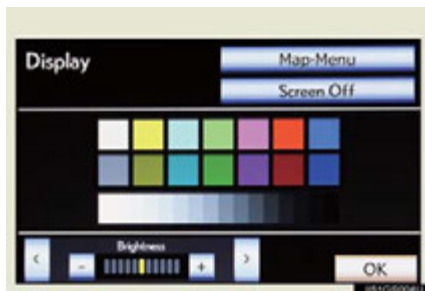 Display
Map-Menu
Screen Off
< Brightness >
- +
OK